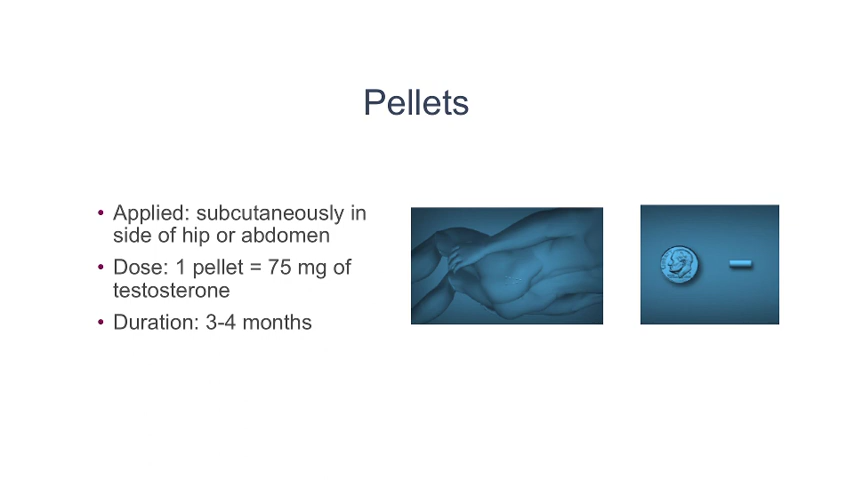 Pellets
• Applied: subcutaneously in
side of hip or abdomen
• Dose: 1 pellet = 75 mg of
testosterone
• Duration: 3-4 months